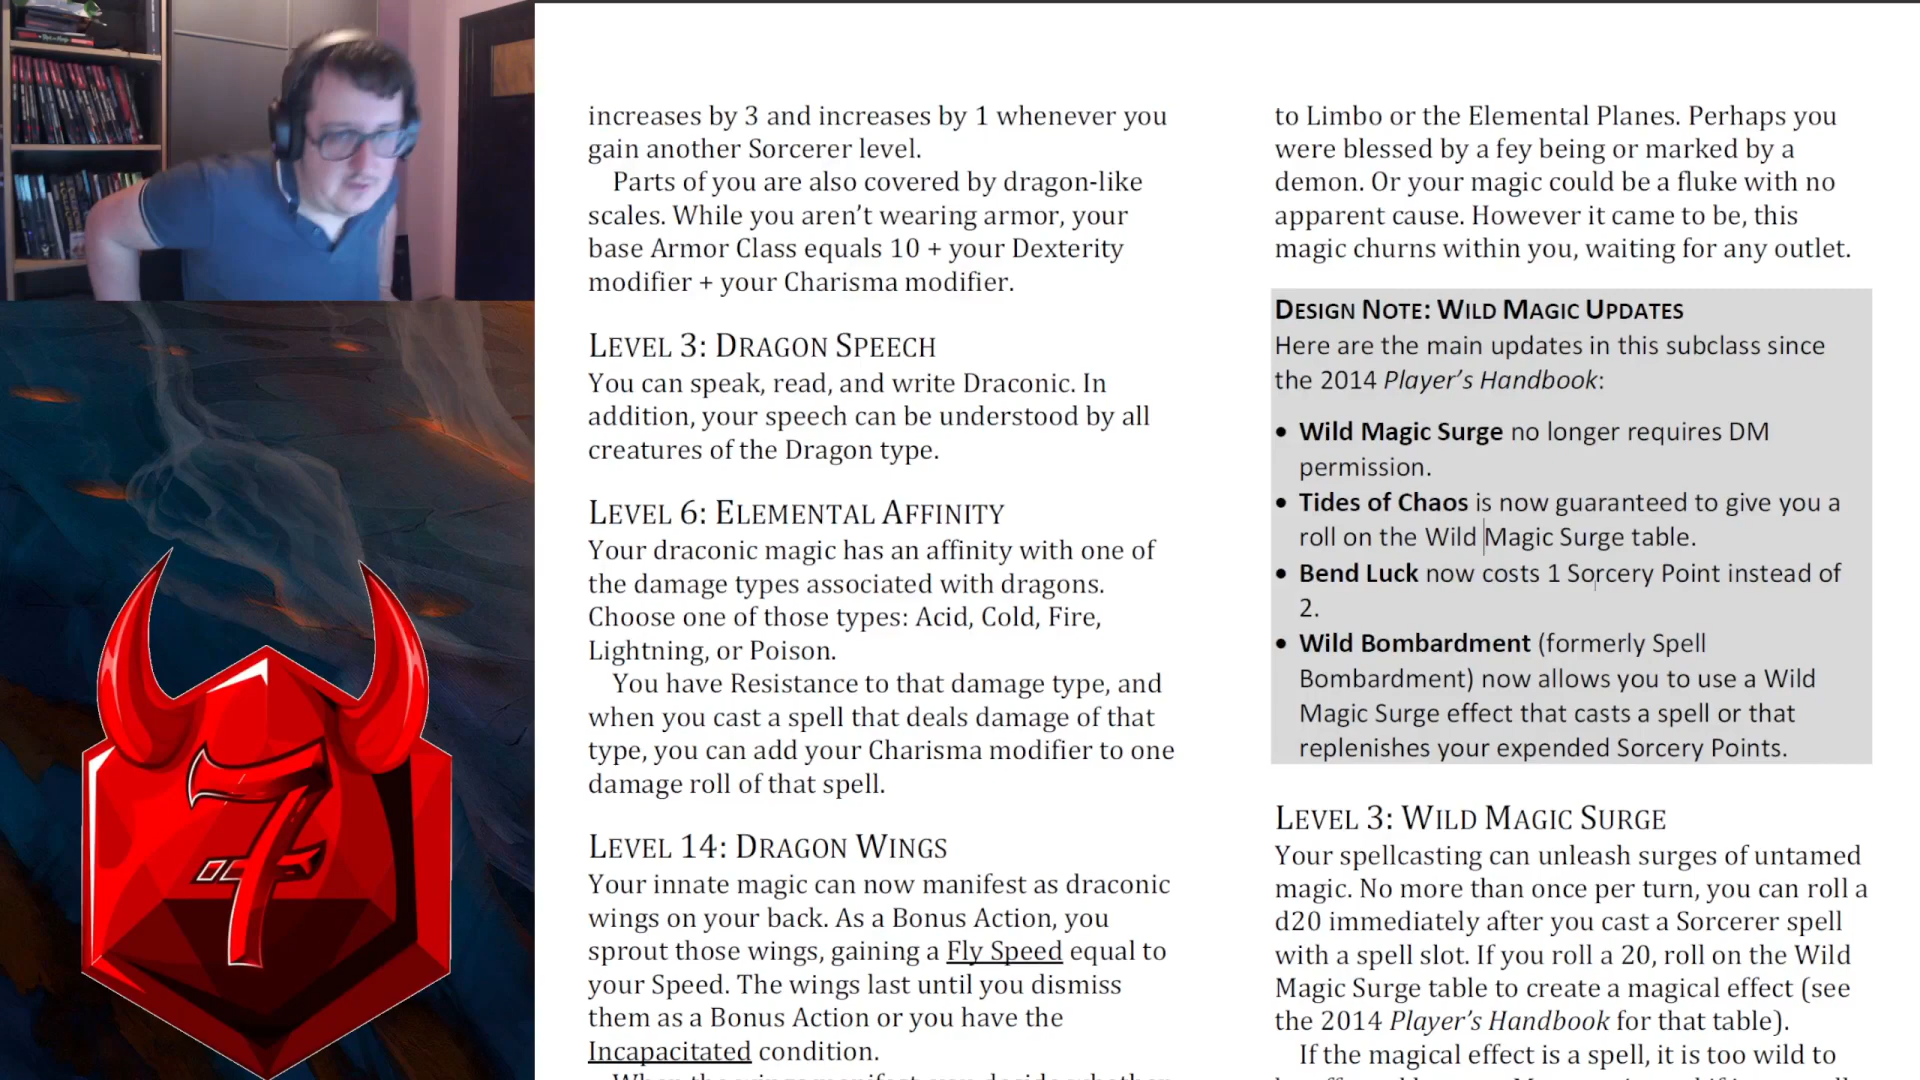 increases by 3 and increases by 1 whenever you
gain another Sorcerer level.
Parts of you are also covered by dragon-like
scales. While you aren’t wearing armor, your
base Armor Class equals 10 + your Dexterity
modifier + your Charisma modifier.
LEVEL 3: DRAGON SPEECH
You can speak, read, and write Draconic. In
addition, your speech can be understood by all
creatures of the Dragon type.
LEVEL 6: ELEMENTAL AFFINITY
Your draconic magic has an affinity with one of
the damage types associated with dragons.
Choose one of those types: Acid, Cold, Fire,
Lightning, or Poison.
You have Resistance to that damage type, and
when you cast a spell that deals damage of that
type, you can add your Charisma modifier to one
damage roll of that spell.
LEVEL 14: DRAGON WINGS
Your innate magic can now manifest as draconic
wings on your back. As a Bonus Action, you
sprout those wings, gaining a Fly Speed equal to
your Speed. The wings last until you dismiss
them as a Bonus Action or you have the
Incapacitated condition.
to Limbo or the Elemental Planes. Perhaps you
were blessed by a fey being or marked by a
demon. Or your magic could be a fluke with no
apparent cause. However it came to be, this
magic churns within you, waiting for any outlet.
DESIGN NOTE: WILD MAGIC UPDATES
Here are the main updates in this subclass since
the 2014 Player’s Handbook:
• Wild Magic Surge no longer requires DM
permission.
• Tides of Chaos is now guaranteed to give you a
roll on the Wild Magic Surge table.
• Bend Luck now costs 1 Sorcery Point instead of
2.
• Wild Bombardment (formerly Spell
Bombardment) now allows you to use a Wild
Magic Surge effect that casts a spell or that
replenishes your expended Sorcery Points.
LEVEL 3: WILD MAGIC SURGE
Your spellcasting can unleash surges of untamed
magic. No more than once per turn, you can roll a
d20 immediately after you cast a Sorcerer spell
with a spell slot. If you roll a 20, roll on the Wild
Magic Surge table to create a magical effect (see
the 2014 Player’s Handbook for that table).
If the magical effect is a spell, it is too wild to
7